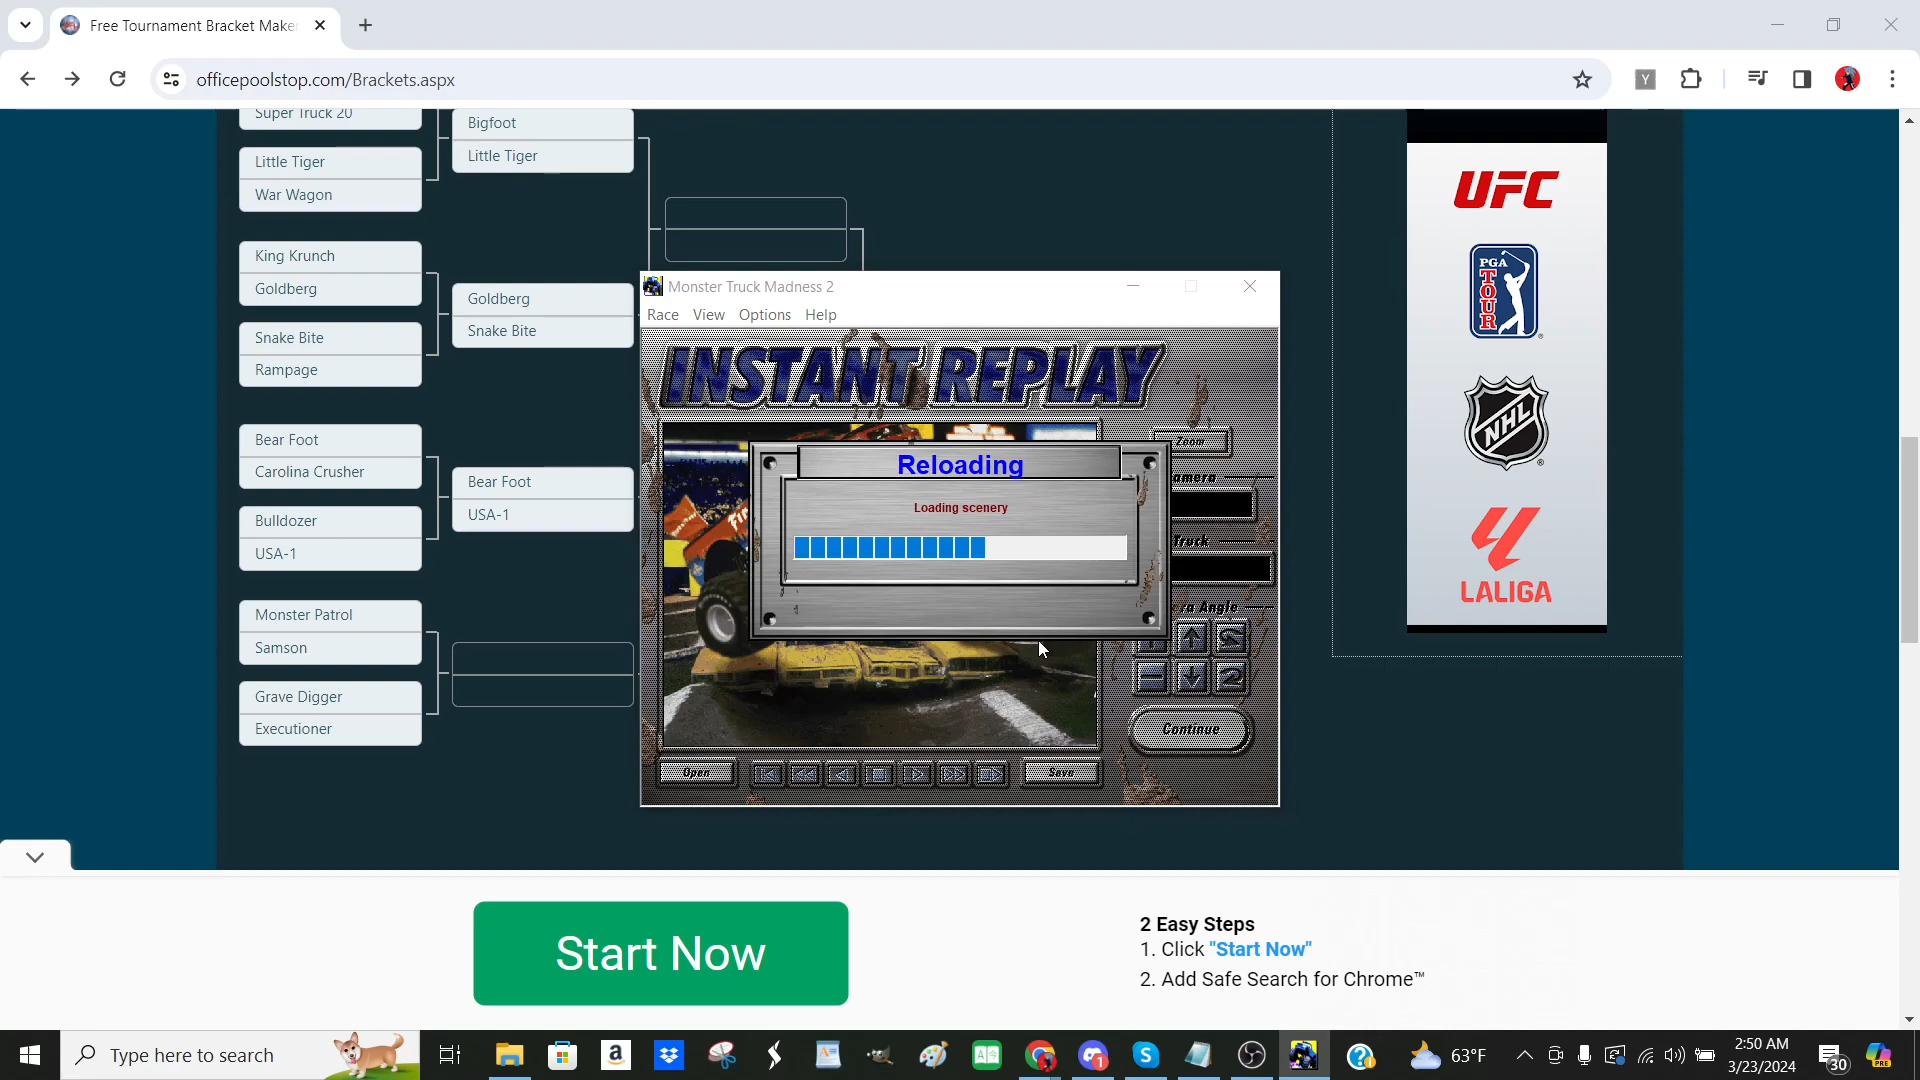 Free Tournament Bracket Make
officepoolstop.com/Brackets.aspx
Y
Super Truck 20
Little Tiger
War Wagon
King Krunch
Goldberg
Snake Bite
Rampage
Bear Foot
Carolina Crusher
Bulldozer
USA-1
Monster Patrol
Samson
Grave Digger
Executioner
Bigfoot
Little Tiger
Goldberg
Snake Bite
Bear Foot
USA-1
Monster Truck Madness 2
Race View Options Help
INSTANT REPLAY
Reloading
Loading scenery
Zoom
amera
Truck
ra Angle
Continue
Open
Save
UFC
PGA
TOUR
NHL
LALIGA
Start Now
2 Easy Steps
1. Click "Start Now"
2. Add Safe Search for Chrome™
Type here to search
63°F
2:50 AM
3/23/2024
30
PRE